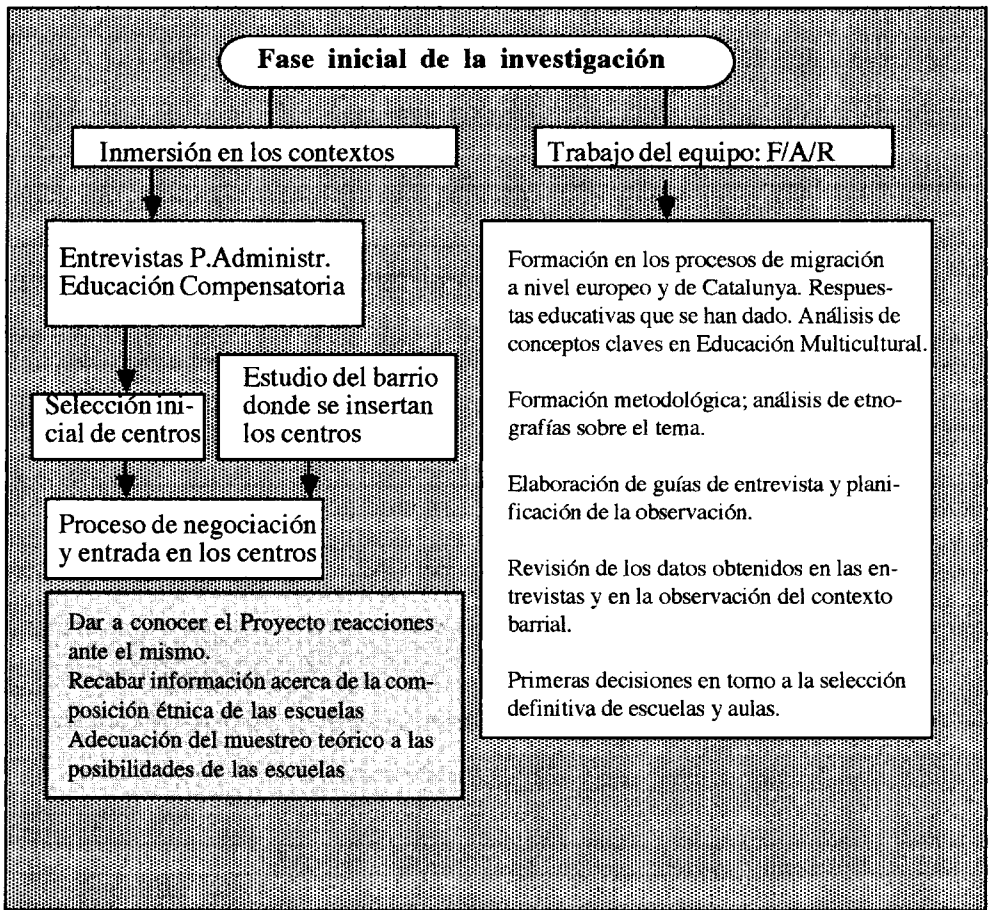 Fase inicial de la investigación
Inmersión en los contextos
Entrevistas P.Administr.
Educación Compensatoria
Selección ini-
cial de centros
Estudio del barrio
donde se insertan
los centros
Proceso de negociación
y entrada en los centros
Dar a conocer el Proyecto reacciones
ante el mismo.
Recabar información acerca de la com-
posición étnica de las escuelas
Adecuación del muestreo teórico a las
posibilidades de las escuelas
Trabajo del equipo: F/A/R
Formación en los procesos de migración
a nivel europeo y de Catalunya. Respues-
tas educativas que se han dado. Análisis de
conceptos claves en Educación Multicultural.
Formación metodológica; análisis de etno-
grafías sobre el tema.
Elaboración de guías de entrevista y plani-
ficación de la observación.
Revisión de los datos obtenidos en las en-
trevistas y en la observación del contexto
barrial.
Primeras decisiones en torno a la selección
definitiva de escuelas y aulas.